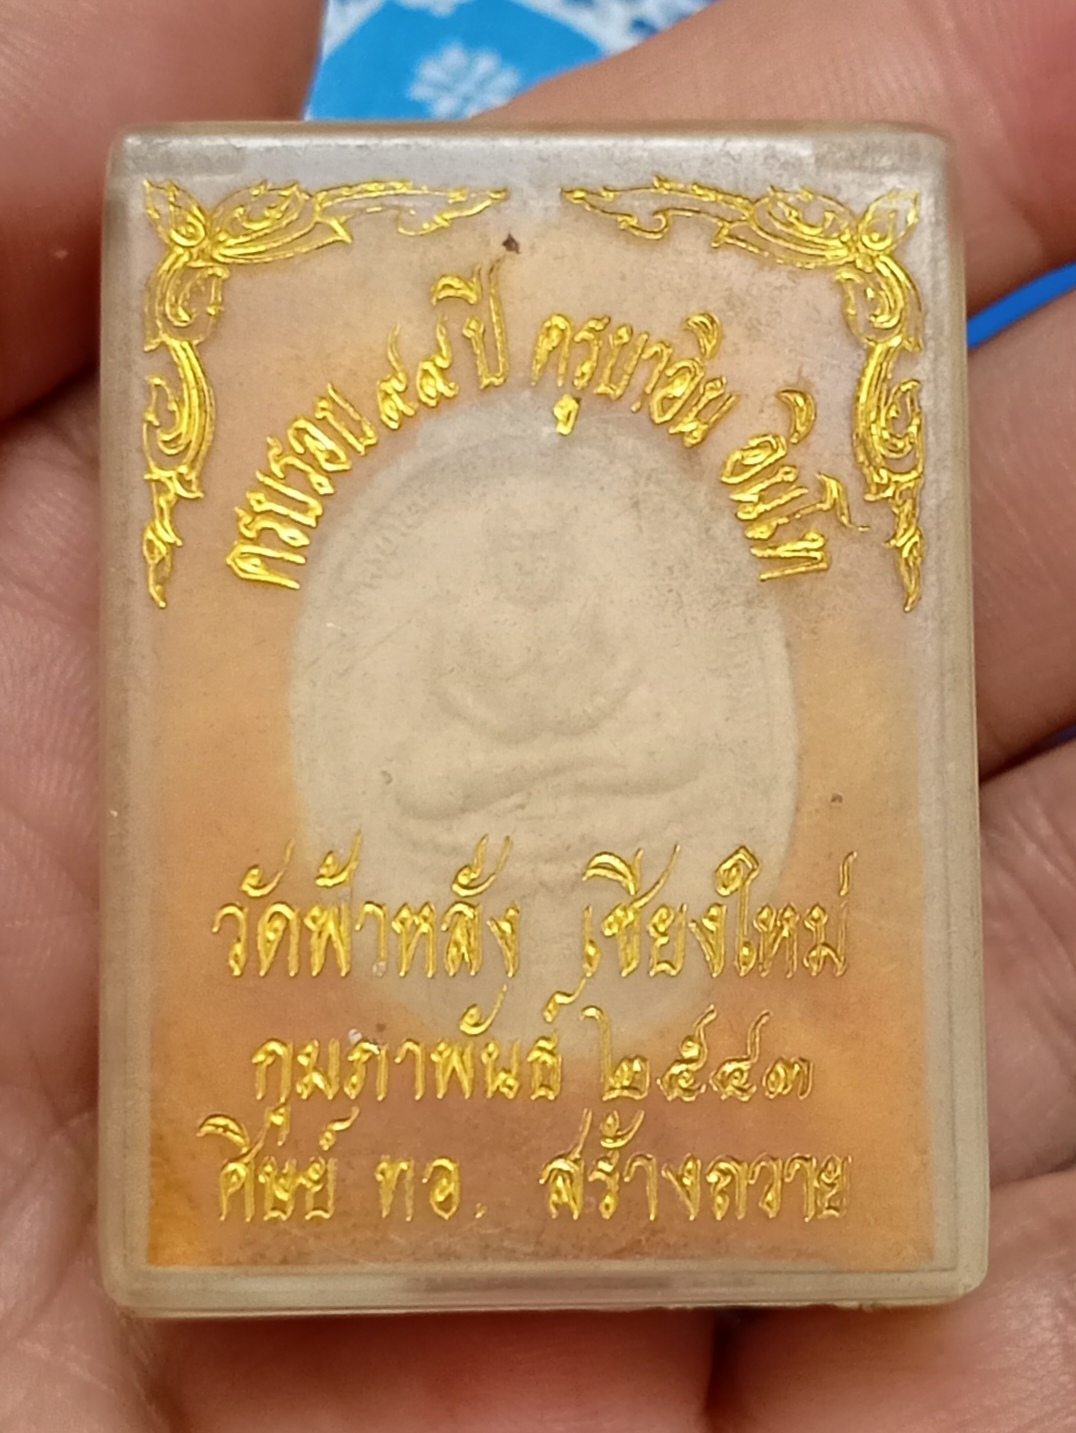 ครบรอบ ๙๙ ปี ครูบาอิน อินโท
วัดฟ้าหลั่ง เชียงใหม่
กุมภาพันธ์ ๒๕๔๓
ศิษย์ ทอ. สร้างถวาย